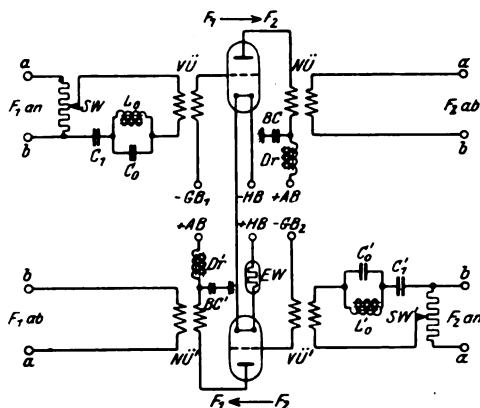 F₁ → F₂
a VÜ NÜ a
F₁ an SW L₀ BC F₂ ab
b C₁ C₀ Dr a
-GB₁ -HB +AB
+AB +HB -GB₂
b Dr' EW C₀' C₁' b
F₁ ab BC' L₀' SW' F₂ an
a NÜ' VÜ' a
F₁ ← F₂